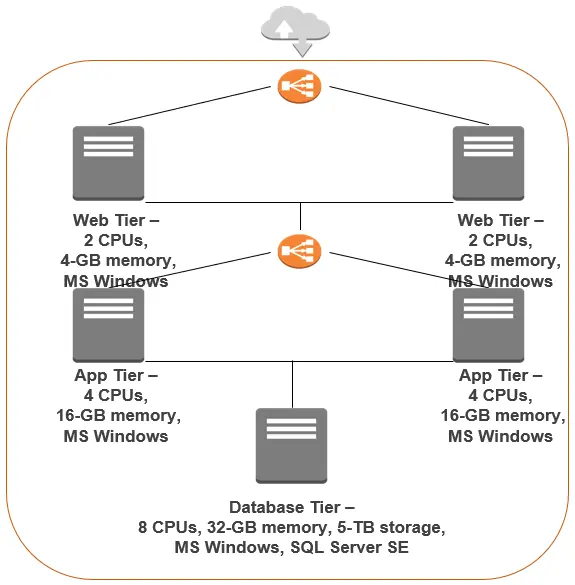 Web Tier –
2 CPUs,
4-GB memory,
MS Windows
Web Tier –
2 CPUs,
4-GB memory,
MS Windows
App Tier –
4 CPUs,
16-GB memory,
MS Windows
App Tier –
4 CPUs,
16-GB memory,
MS Windows
Database Tier –
8 CPUs, 32-GB memory, 5-TB storage,
MS Windows, SQL Server SE